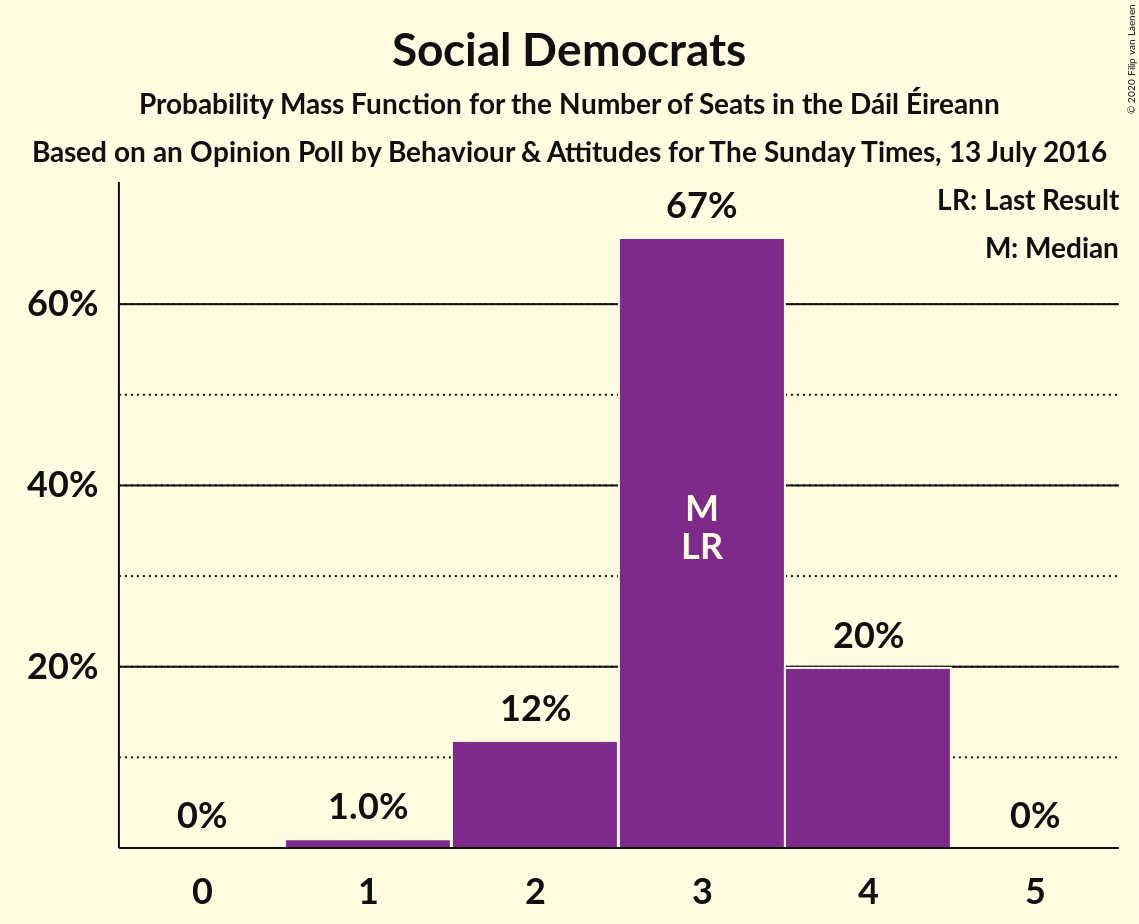 Social Democrats
Probability Mass Function for the Number of Seats in the Dáil Éireann
Based on an Opinion Poll by Behaviour & Attitudes for The Sunday Times, 13 July 2016
© 2020 Filip van Laenen
LR: Last Result
M: Median
60%
40%
20%
0%
1.0%
12%
67%
M
LR
20%
0%
0 1 2 3 4 5